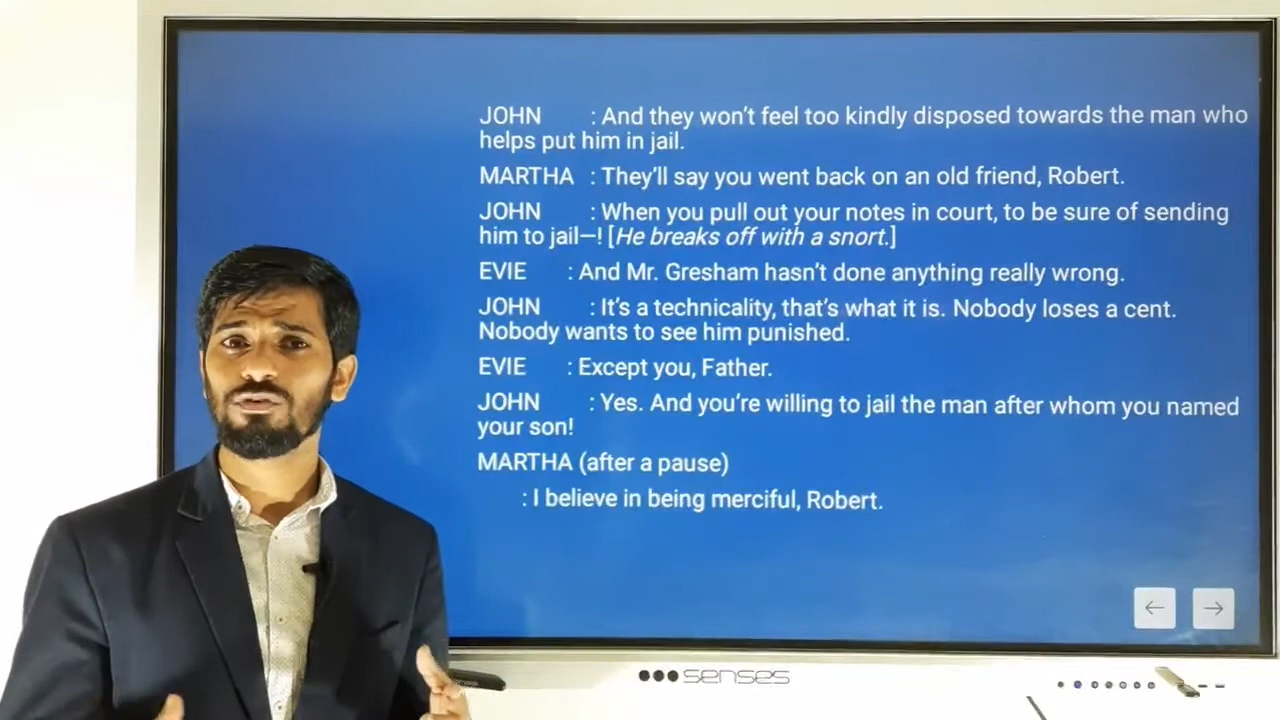 JOHN : And they won't feel too kindly disposed towards the man who
helps put him in jail.
MARTHA : They'll say you went back on an old friend, Robert.
JOHN : When you pull out your notes in court, to be sure of sending
him to jail—! [He breaks off with a snort.]
EVIE : And Mr. Gresham hasn't done anything really wrong.
JOHN : It's a technicality, that's what it is. Nobody loses a cent.
Nobody wants to see him punished.
EVIE : Except you, Father.
JOHN : Yes. And you're willing to jail the man after whom you named
your son!
MARTHA (after a pause)
: I believe in being merciful, Robert.
senses